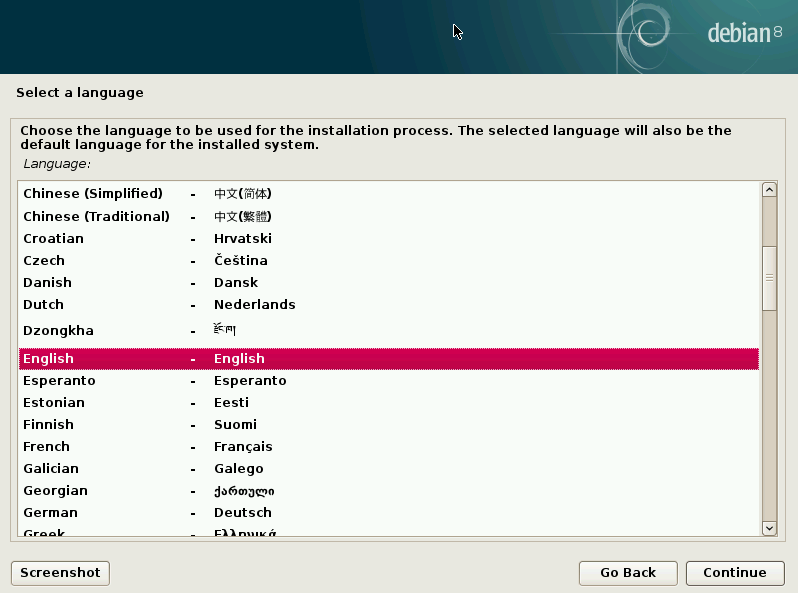 debian 8
Select a language
Choose the language to be used for the installation process. The selected language will also be the
default language for the installed system.
Language:
Chinese (Simplified) - 中文(简体)
Chinese (Traditional) - 中文(繁體)
Croatian - Hrvatski
Czech - Čeština
Danish - Dansk
Dutch - Nederlands
Dzongkha - རྫོང་ཁ།
English - English
Esperanto - Esperanto
Estonian - Eesti
Finnish - Suomi
French - Français
Galician - Galego
Georgian - ქართული
German - Deutsch
Greek - Ελληνικά
Screenshot Go Back Continue